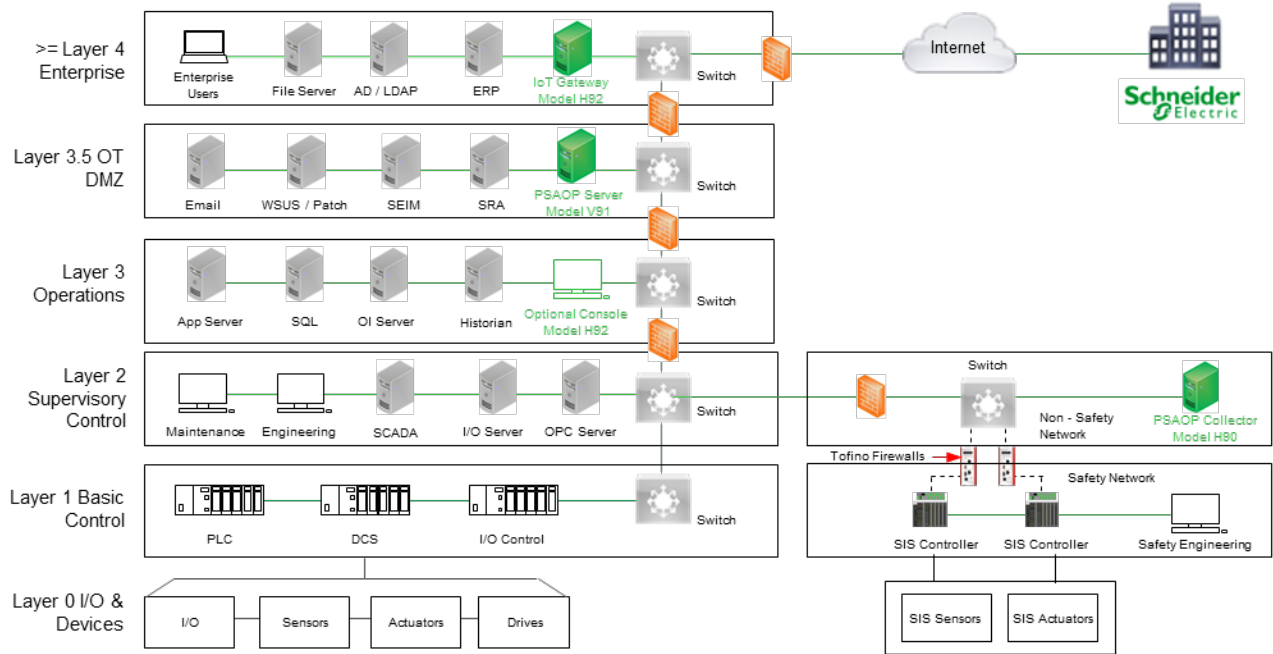 >= Layer 4
Enterprise
Enterprise
Users
File Server
AD / LDAP
ERP
IoT Gateway
Model H92
Switch
Internet
Schneider
Electric
Layer 3.5 OT
DMZ
Email
WSUS / Patch
SEIM
SRA
PSAOP Server
Model V91
Switch
Layer 3
Operations
App Server
SQL
OI Server
Historian
Optional Console
Model H92
Switch
Layer 2
Supervisory
Control
Maintenance
Engineering
SCADA
I/O Server
OPC Server
Switch
Switch
Non - Safety
Network
PSAOP Collector
Model H90
Tofino Firewalls
Layer 1 Basic
Control
PLC
DCS
I/O Control
Switch
Safety Network
SIS Controller
SIS Controller
Safety Engineering
Layer 0 I/O &
Devices
I/O
Sensors
Actuators
Drives
SIS Sensors
SIS Actuators